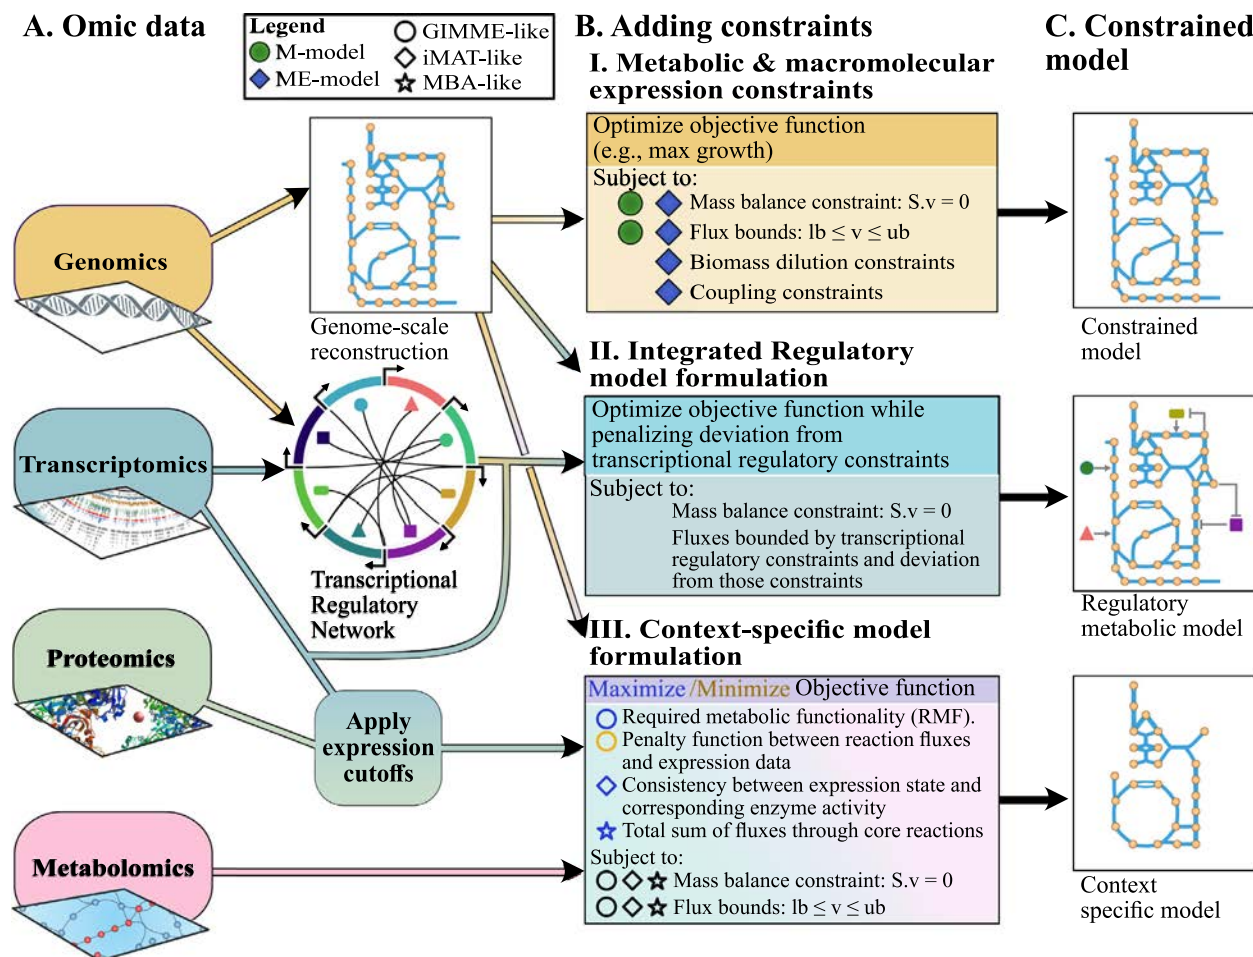 A. Omic data
Legend
M-model
ME-model
GIMME-like
iMAT-like
MBA-like
Genomics
Transcriptomics
Proteomics
Metabolomics
Genome-scale
reconstruction
Transcriptional
Regulatory
Network
Apply
expression
cutoffs
B. Adding constraints
I. Metabolic & macromolecular
expression constraints
Optimize objective function
(e.g., max growth)
Subject to:
Mass balance constraint: S.v = 0
Flux bounds: lb ≤ v ≤ ub
Biomass dilution constraints
Coupling constraints
II. Integrated Regulatory
model formulation
Optimize objective function while
penalizing deviation from
transcriptional regulatory constraints
Subject to:
Mass balance constraint: S.v = 0
Fluxes bounded by transcriptional
regulatory constraints and deviation
from those constraints
III. Context-specific model
formulation
Maximize/Minimize Objective function
Required metabolic functionality (RMF).
Penalty function between reaction fluxes
and expression data
Consistency between expression state and
corresponding enzyme activity
Total sum of fluxes through core reactions
Subject to:
Mass balance constraint: S.v = 0
Flux bounds: lb ≤ v ≤ ub
C. Constrained
model
Constrained
model
Regulatory
metabolic model
Context
specific model